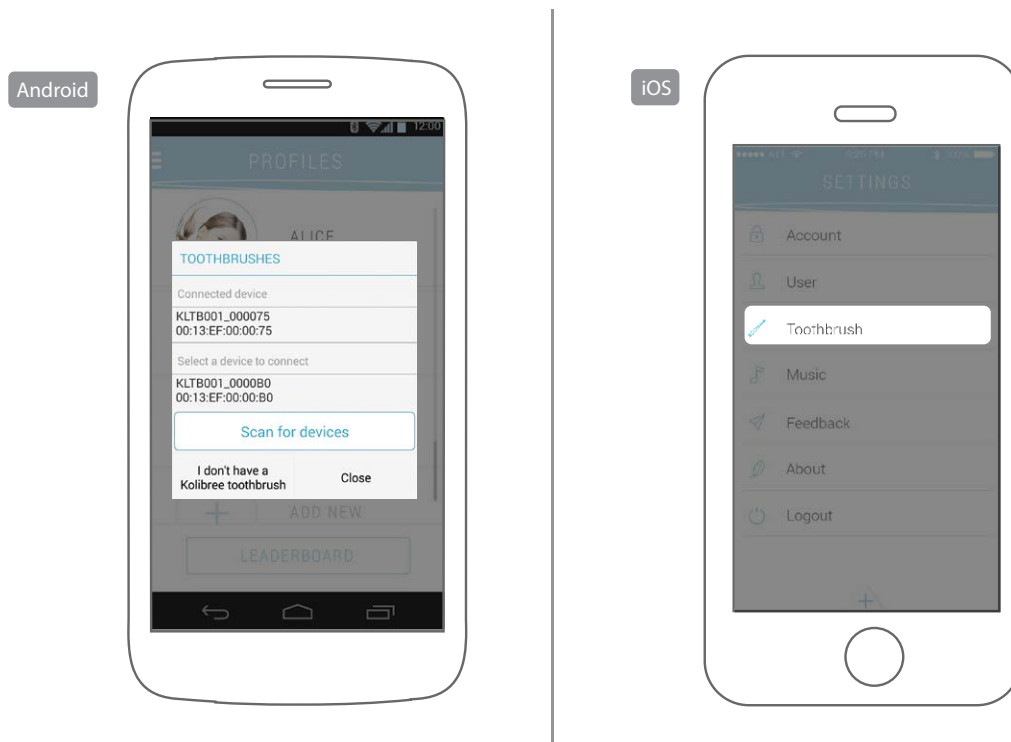 Android
12:00
PROFILES
ALICE
TOOTHBRUSHES
Connected device
KLTB001_000075
00:13:EF:00:00:75
Select a device to connect
KLTB001_0000B0
00:13:EF:00:00:B0
Scan for devices
I don't have a
Kolibree toothbrush
Close
ADD NEW
LEADERBOARD
iOS
SETTINGS
Account
User
Toothbrush
Music
Feedback
About
Logout